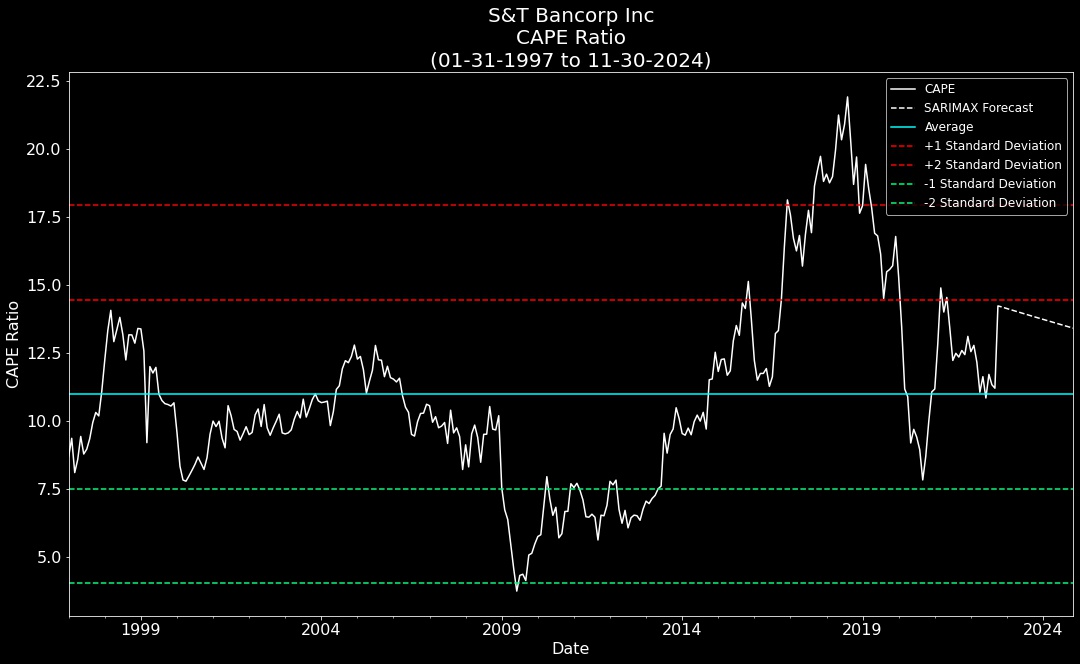 S&T Bancorp Inc
CAPE Ratio
(01-31-1997 to 11-30-2024)
CAPE
SARIMAX Forecast
Average
+1 Standard Deviation
+2 Standard Deviation
-1 Standard Deviation
-2 Standard Deviation
CAPE Ratio
22.5
20.0
17.5
15.0
12.5
10.0
7.5
5.0
1999 2004 2009 2014 2019 2024
Date